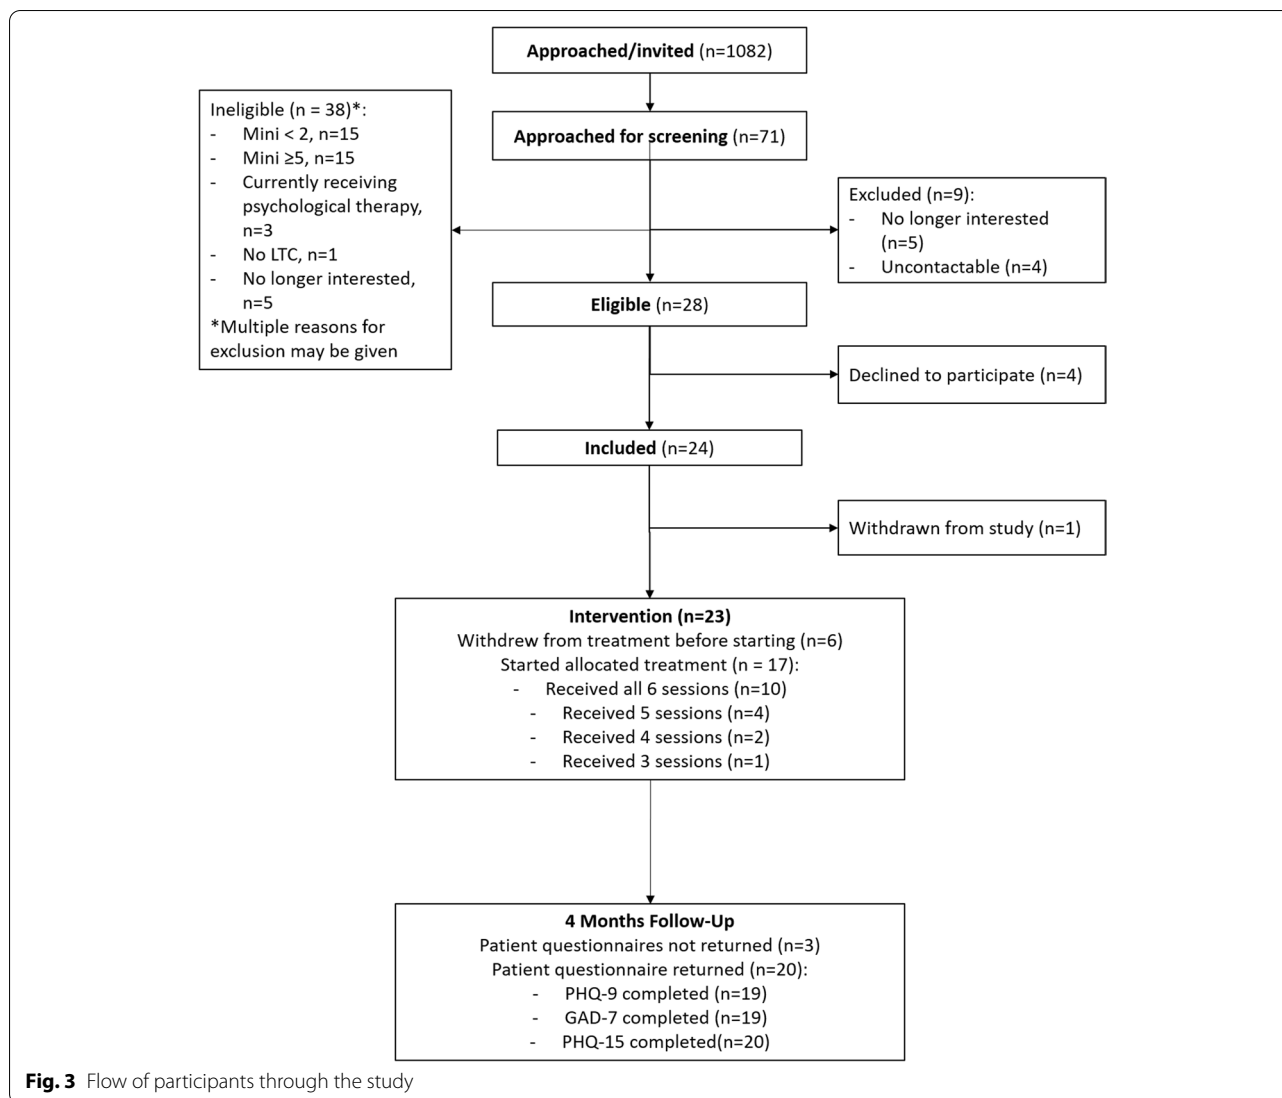 Approached/invited (n=1082)
Ineligible (n = 38)*:
- Mini < 2, n=15
- Mini ≥5, n=15
- Currently receiving
psychological therapy,
n=3
- No LTC, n=1
- No longer interested,
n=5
*Multiple reasons for
exclusion may be given
Approached for screening (n=71)
Excluded (n=9):
- No longer interested
(n=5)
- Uncontactable (n=4)
Eligible (n=28)
Declined to participate (n=4)
Included (n=24)
Withdrawn from study (n=1)
Intervention (n=23)
Withdrew from treatment before starting (n=6)
Started allocated treatment (n = 17):
- Received all 6 sessions (n=10)
- Received 5 sessions (n=4)
- Received 4 sessions (n=2)
- Received 3 sessions (n=1)
4 Months Follow-Up
Patient questionnaires not returned (n=3)
Patient questionnaire returned (n=20):
- PHQ-9 completed (n=19)
- GAD-7 completed (n=19)
- PHQ-15 completed(n=20)
Fig. 3 Flow of participants through the study